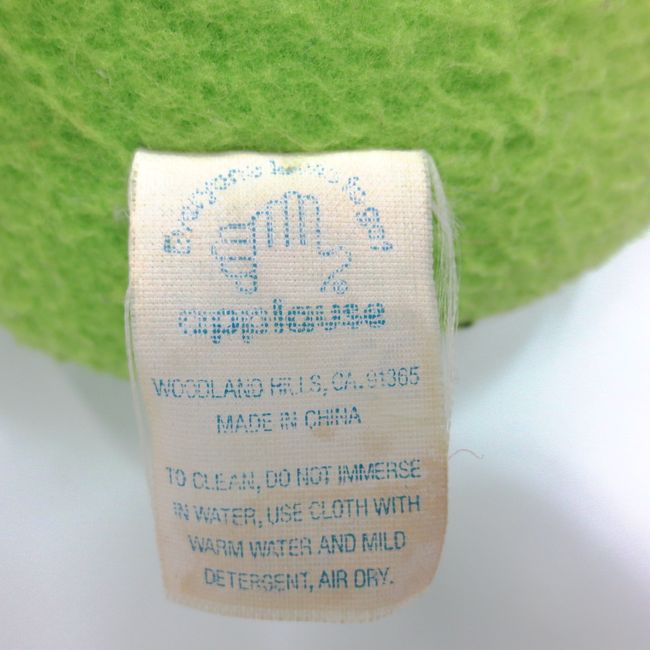 Everyone loves to get
applause
WOODLAND HILLS, CA. 91365
MADE IN CHINA
TO CLEAN, DO NOT IMMERSE
IN WATER, USE CLOTH WITH
WARM WATER AND MILD
DETERGENT, AIR DRY.